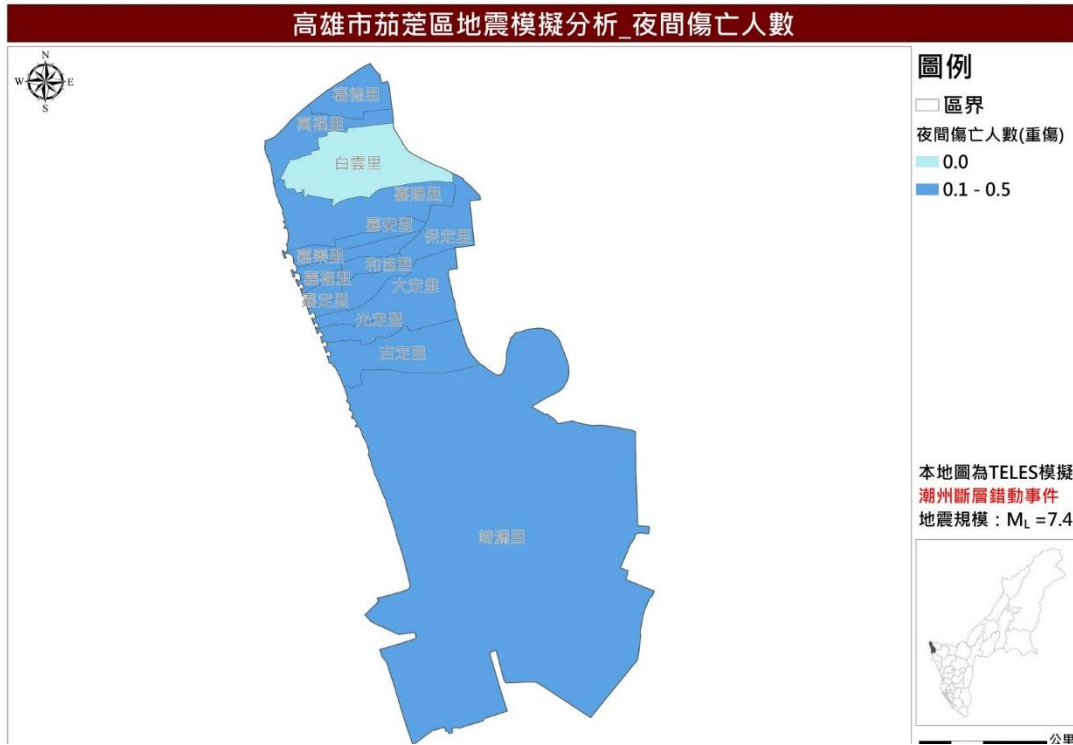 高雄市茄萣區地震模擬分析_夜間傷亡人數
N
W
E
S
圖例
區界
夜間傷亡人數(重傷)
0.0
0.1 - 0.5
福德里
萬福里
白雲里
嘉陽里
嘉安里
保定里
嘉樂里
和德里
嘉福里
大定里
嘉定里
光定里
吉定里
崎漏里
本地圖為TELES模擬
潮州斷層錯動事件
地震規模：ML =7.4
公里